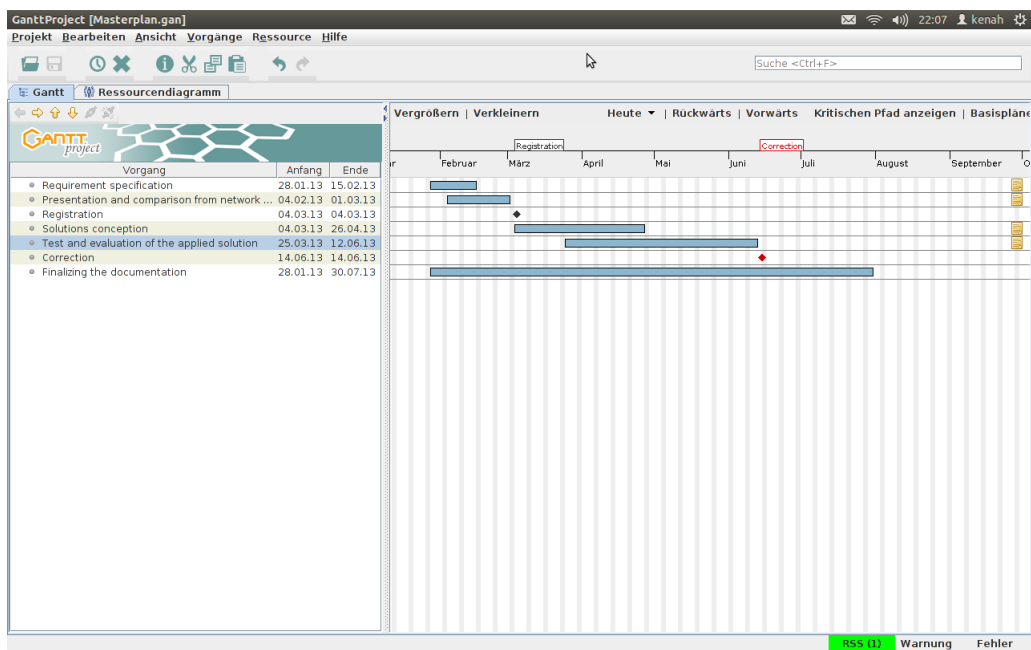 GanttProject [Masterplan.gan] 22:07 kenah
Projekt Bearbeiten Ansicht Vorgänge Ressource Hilfe
Suche <Ctrl+F>
Gantt Ressourcendiagramm
GANTT project
Vorgang Anfang Ende
Requirement specification 28.01.13 15.02.13
Presentation and comparison from network ... 04.02.13 01.03.13
Registration 04.03.13 04.03.13
Solutions conception 04.03.13 26.04.13
Test and evaluation of the applied solution 25.03.13 12.06.13
Correction 14.06.13 14.06.13
Finalizing the documentation 28.01.13 30.07.13
Vergrößern | Verkleinern Heute | Rückwärts | Vorwärts Kritischen Pfad anzeigen | Basispläne
Registration Correction
r Februar März April Mai Juni Juli August September O
RSS (1) Warnung Fehler